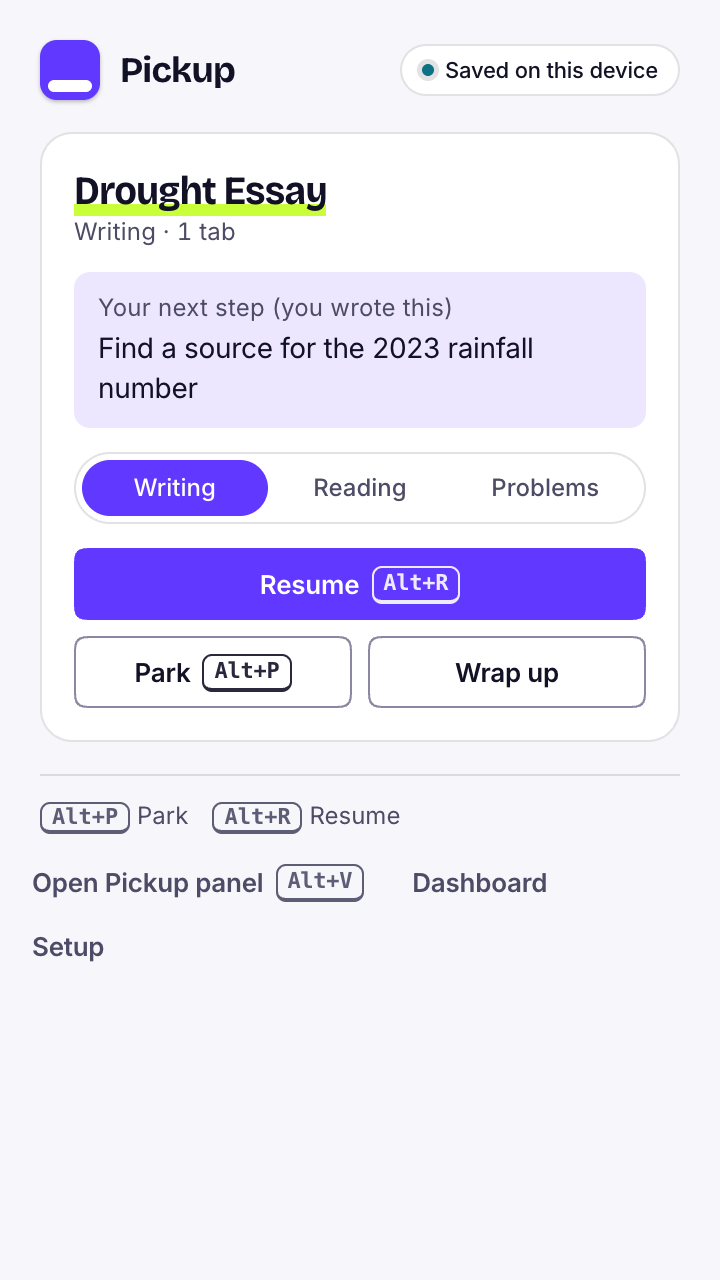 Pickup
Saved on this device
Drought Essay
Writing · 1 tab
Your next step (you wrote this)
Find a source for the 2023 rainfall
number
Writing
Reading
Problems
Resume Alt+R
Park Alt+P
Wrap up
Alt+P Park Alt+R Resume
Open Pickup panel Alt+V Dashboard
Setup